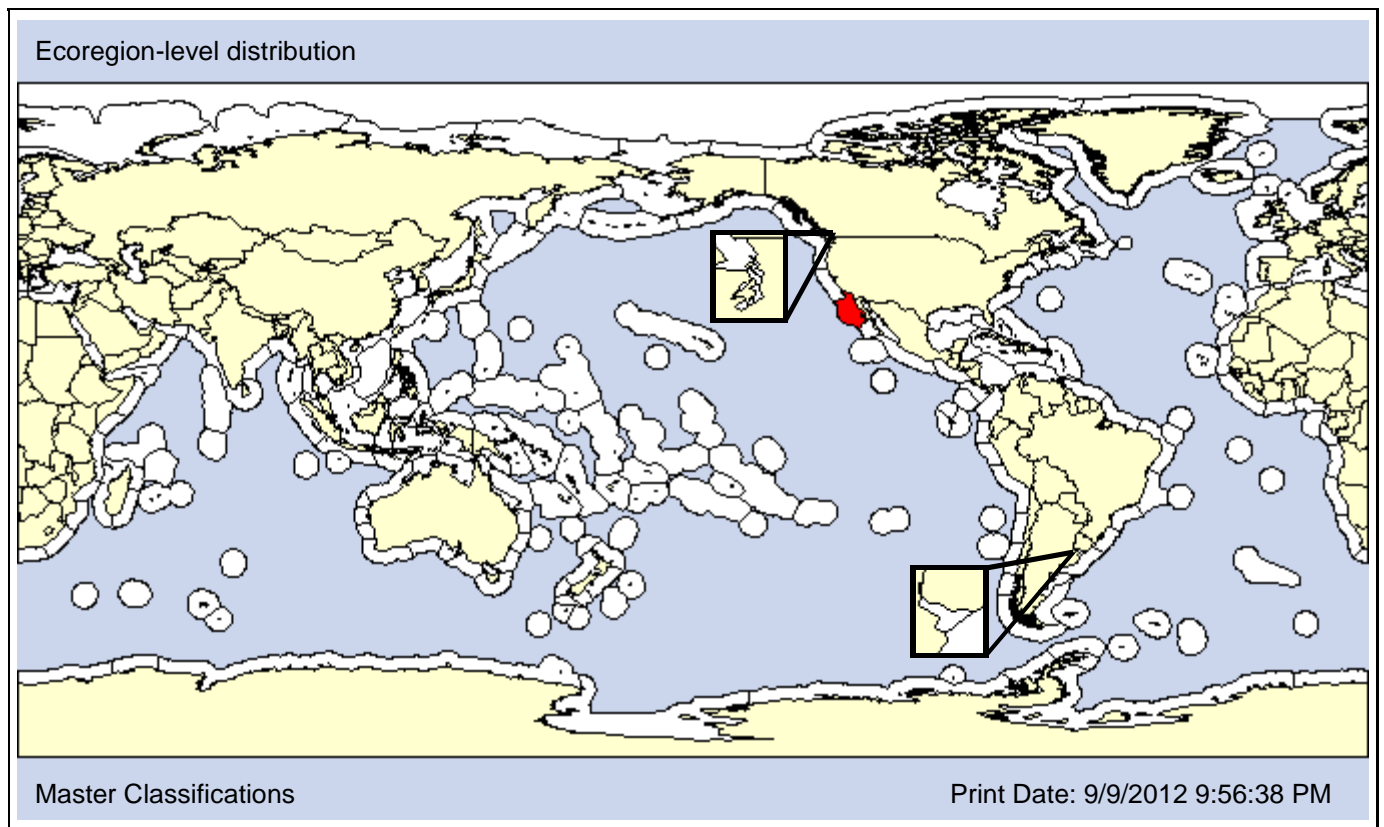 Ecoregion-level distribution
Master Classifications
Print Date: 9/9/2012 9:56:38 PM